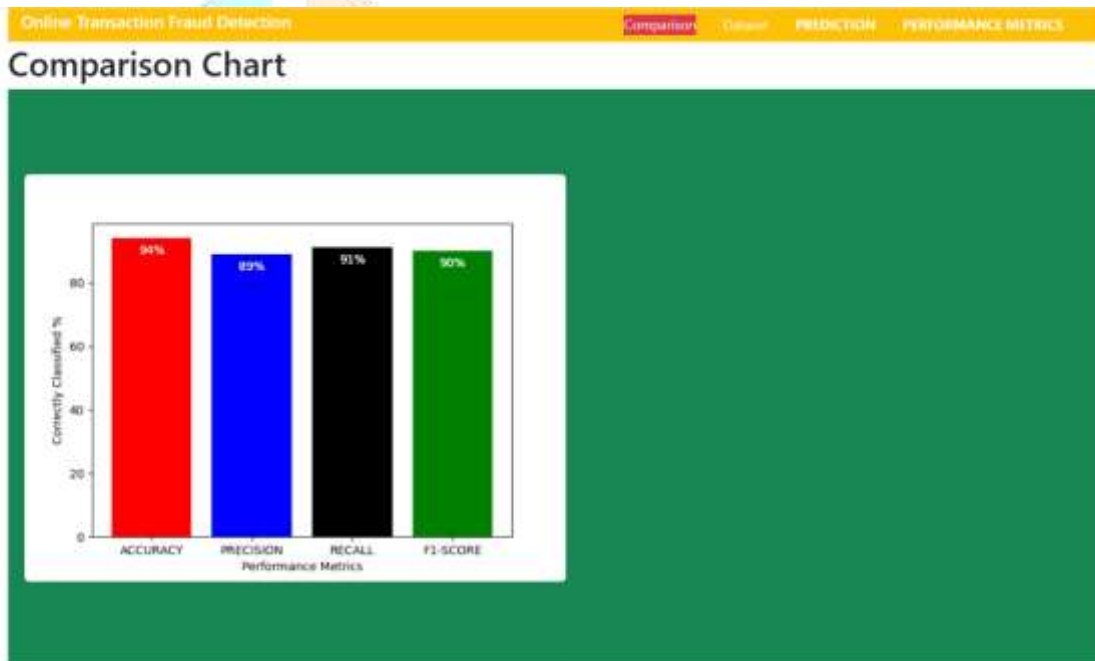 Online Transaction Fraud Detection
Comparison Dataset PREDICTION PERFORMANCE METRICS
Comparison Chart
94%
89%
91%
90%
80
60
40
20
0
Correctly Classified %
ACCURACY PRECISION RECALL F1-SCORE
Performance Metrics